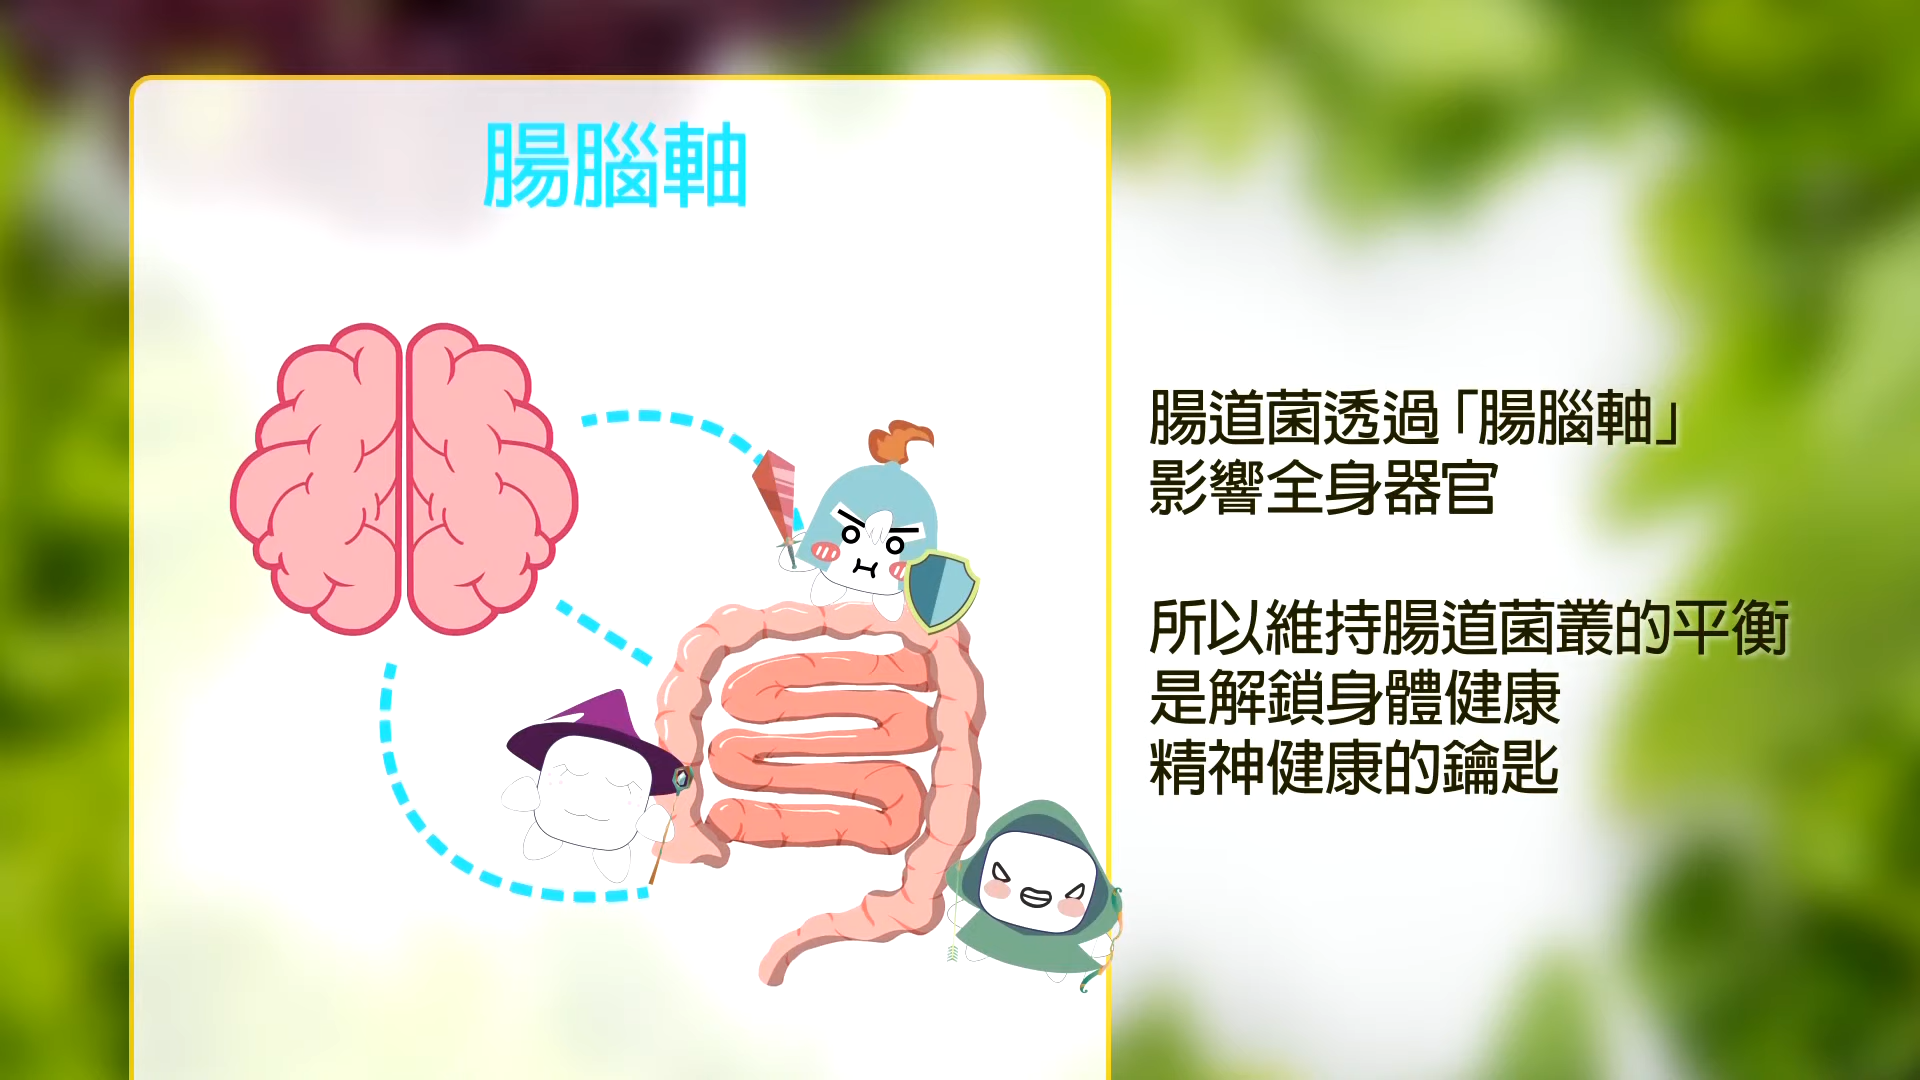 腸腦軸
腸道菌透過「腸腦軸」
影響全身器官
所以維持腸道菌叢的平衡
是解鎖身體健康
精神健康的鑰匙